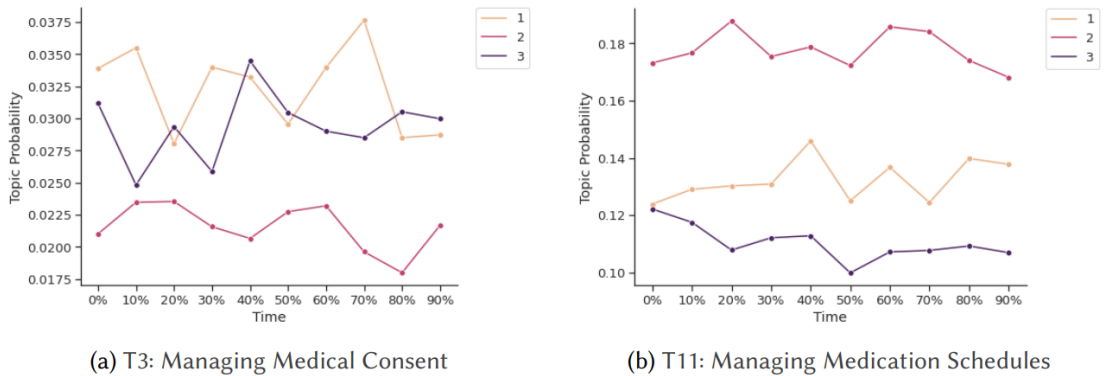 0.0375
0.0350
0.0325
0.0300
0.0275
0.0250
0.0225
0.0200
0.0175
Topic Probability
0% 10% 20% 30% 40% 50% 60% 70% 80% 90%
Time
1
2
3
(a) T3: Managing Medical Consent
0.18
0.16
0.14
0.12
0.10
Topic Probability
0% 10% 20% 30% 40% 50% 60% 70% 80% 90%
Time
1
2
3
(b) T11: Managing Medication Schedules